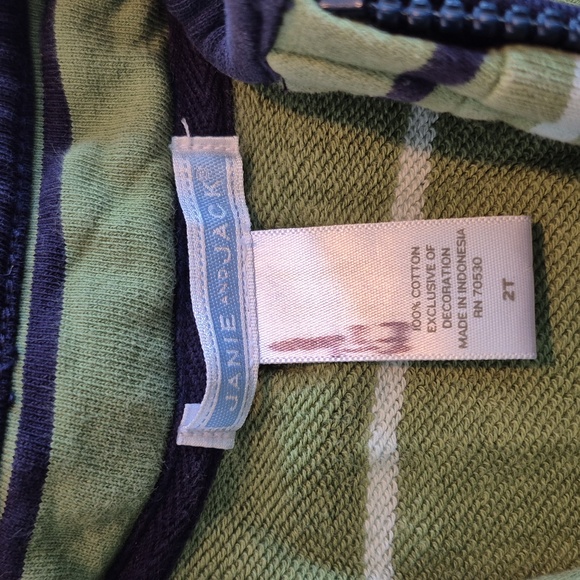 JANIE AND JACK®
100% COTTON
EXCLUSIVE OF
DECORATION
MADE IN INDONESIA
RN 70530
2T